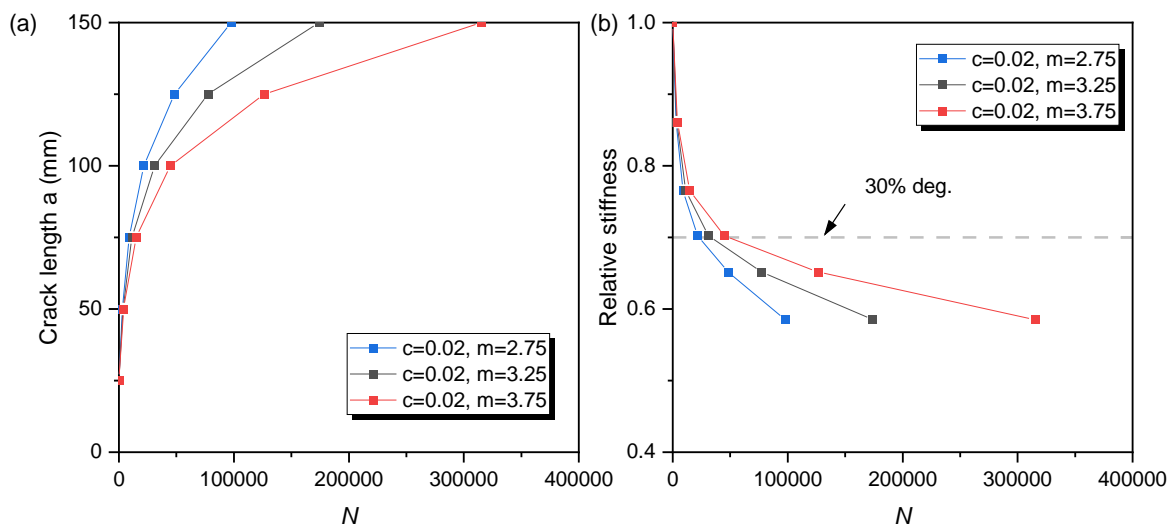 (a)
150
100
50
0
Crack length a (mm)
c=0.02, m=2.75
c=0.02, m=3.25
c=0.02, m=3.75
0 100000 200000 300000 400000
N
(b)
1.0
0.8
0.6
0.4
Relative stiffness
c=0.02, m=2.75
c=0.02, m=3.25
c=0.02, m=3.75
30% deg.
0 100000 200000 300000 400000
N